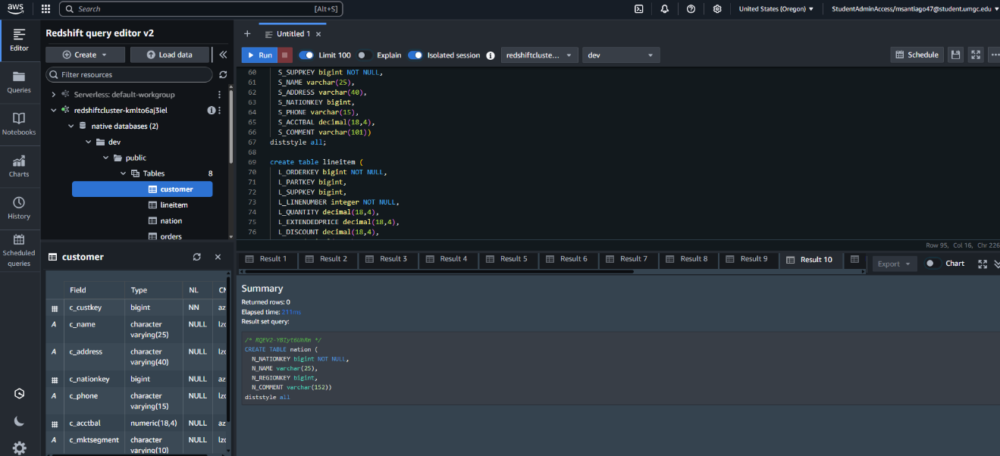 aws
Search
[Alt+S]
United States (Oregon)
StudentAdminAccess/msantiago47@student.umgc.edu
Editor
Queries
Notebooks
Charts
History
Scheduled queries
Redshift query editor v2
Create
Load data
Filter resources
Serverless: default-workgroup
redshiftcluster-kmlto6aj3iel
native databases (2)
dev
public
Tables 8
customer
lineitem
nation
orders
Untitled 1
Run
Limit 100
Explain
Isolated session
redshiftcluste...
dev
Schedule
60 S_SUPPKEY bigint NOT NULL,
61 S_NAME varchar(25),
62 S_ADDRESS varchar(40),
63 S_NATIONKEY bigint,
64 S_PHONE varchar(15),
65 S_ACCTBAL decimal(18,4),
66 S_COMMENT varchar(101))
67 diststyle all;
68
69 create table lineitem (
70 L_ORDERKEY bigint NOT NULL,
71 L_PARTKEY bigint,
72 L_SUPPKEY bigint,
73 L_LINENUMBER integer NOT NULL,
74 L_QUANTITY decimal(18,4),
75 L_EXTENDEDPRICE decimal(18,4),
76 L_DISCOUNT decimal(18,4),
Row 95, Col 16, Chr 226
customer
Field Type NL
c_custkey bigint NN az
c_name character varying(25) NULL lzo
c_address character varying(40) NULL lzo
c_nationkey bigint NULL az
c_phone character varying(15) NULL lzo
c_acctbal numeric(18,4) NULL az
c_mktsegment character varying(10) NULL lzo
Result 1
Result 2
Result 3
Result 4
Result 5
Result 6
Result 7
Result 8
Result 9
Result 10
Export
Chart
Summary
Returned rows: 0
Elapsed time: 211ms
Result set query:
/* RQEV2-YBIyt6UhRm */
CREATE TABLE nation (
N_NATIONKEY bigint NOT NULL,
N_NAME varchar(25),
N_REGIONKEY bigint,
N_COMMENT varchar(152))
diststyle all